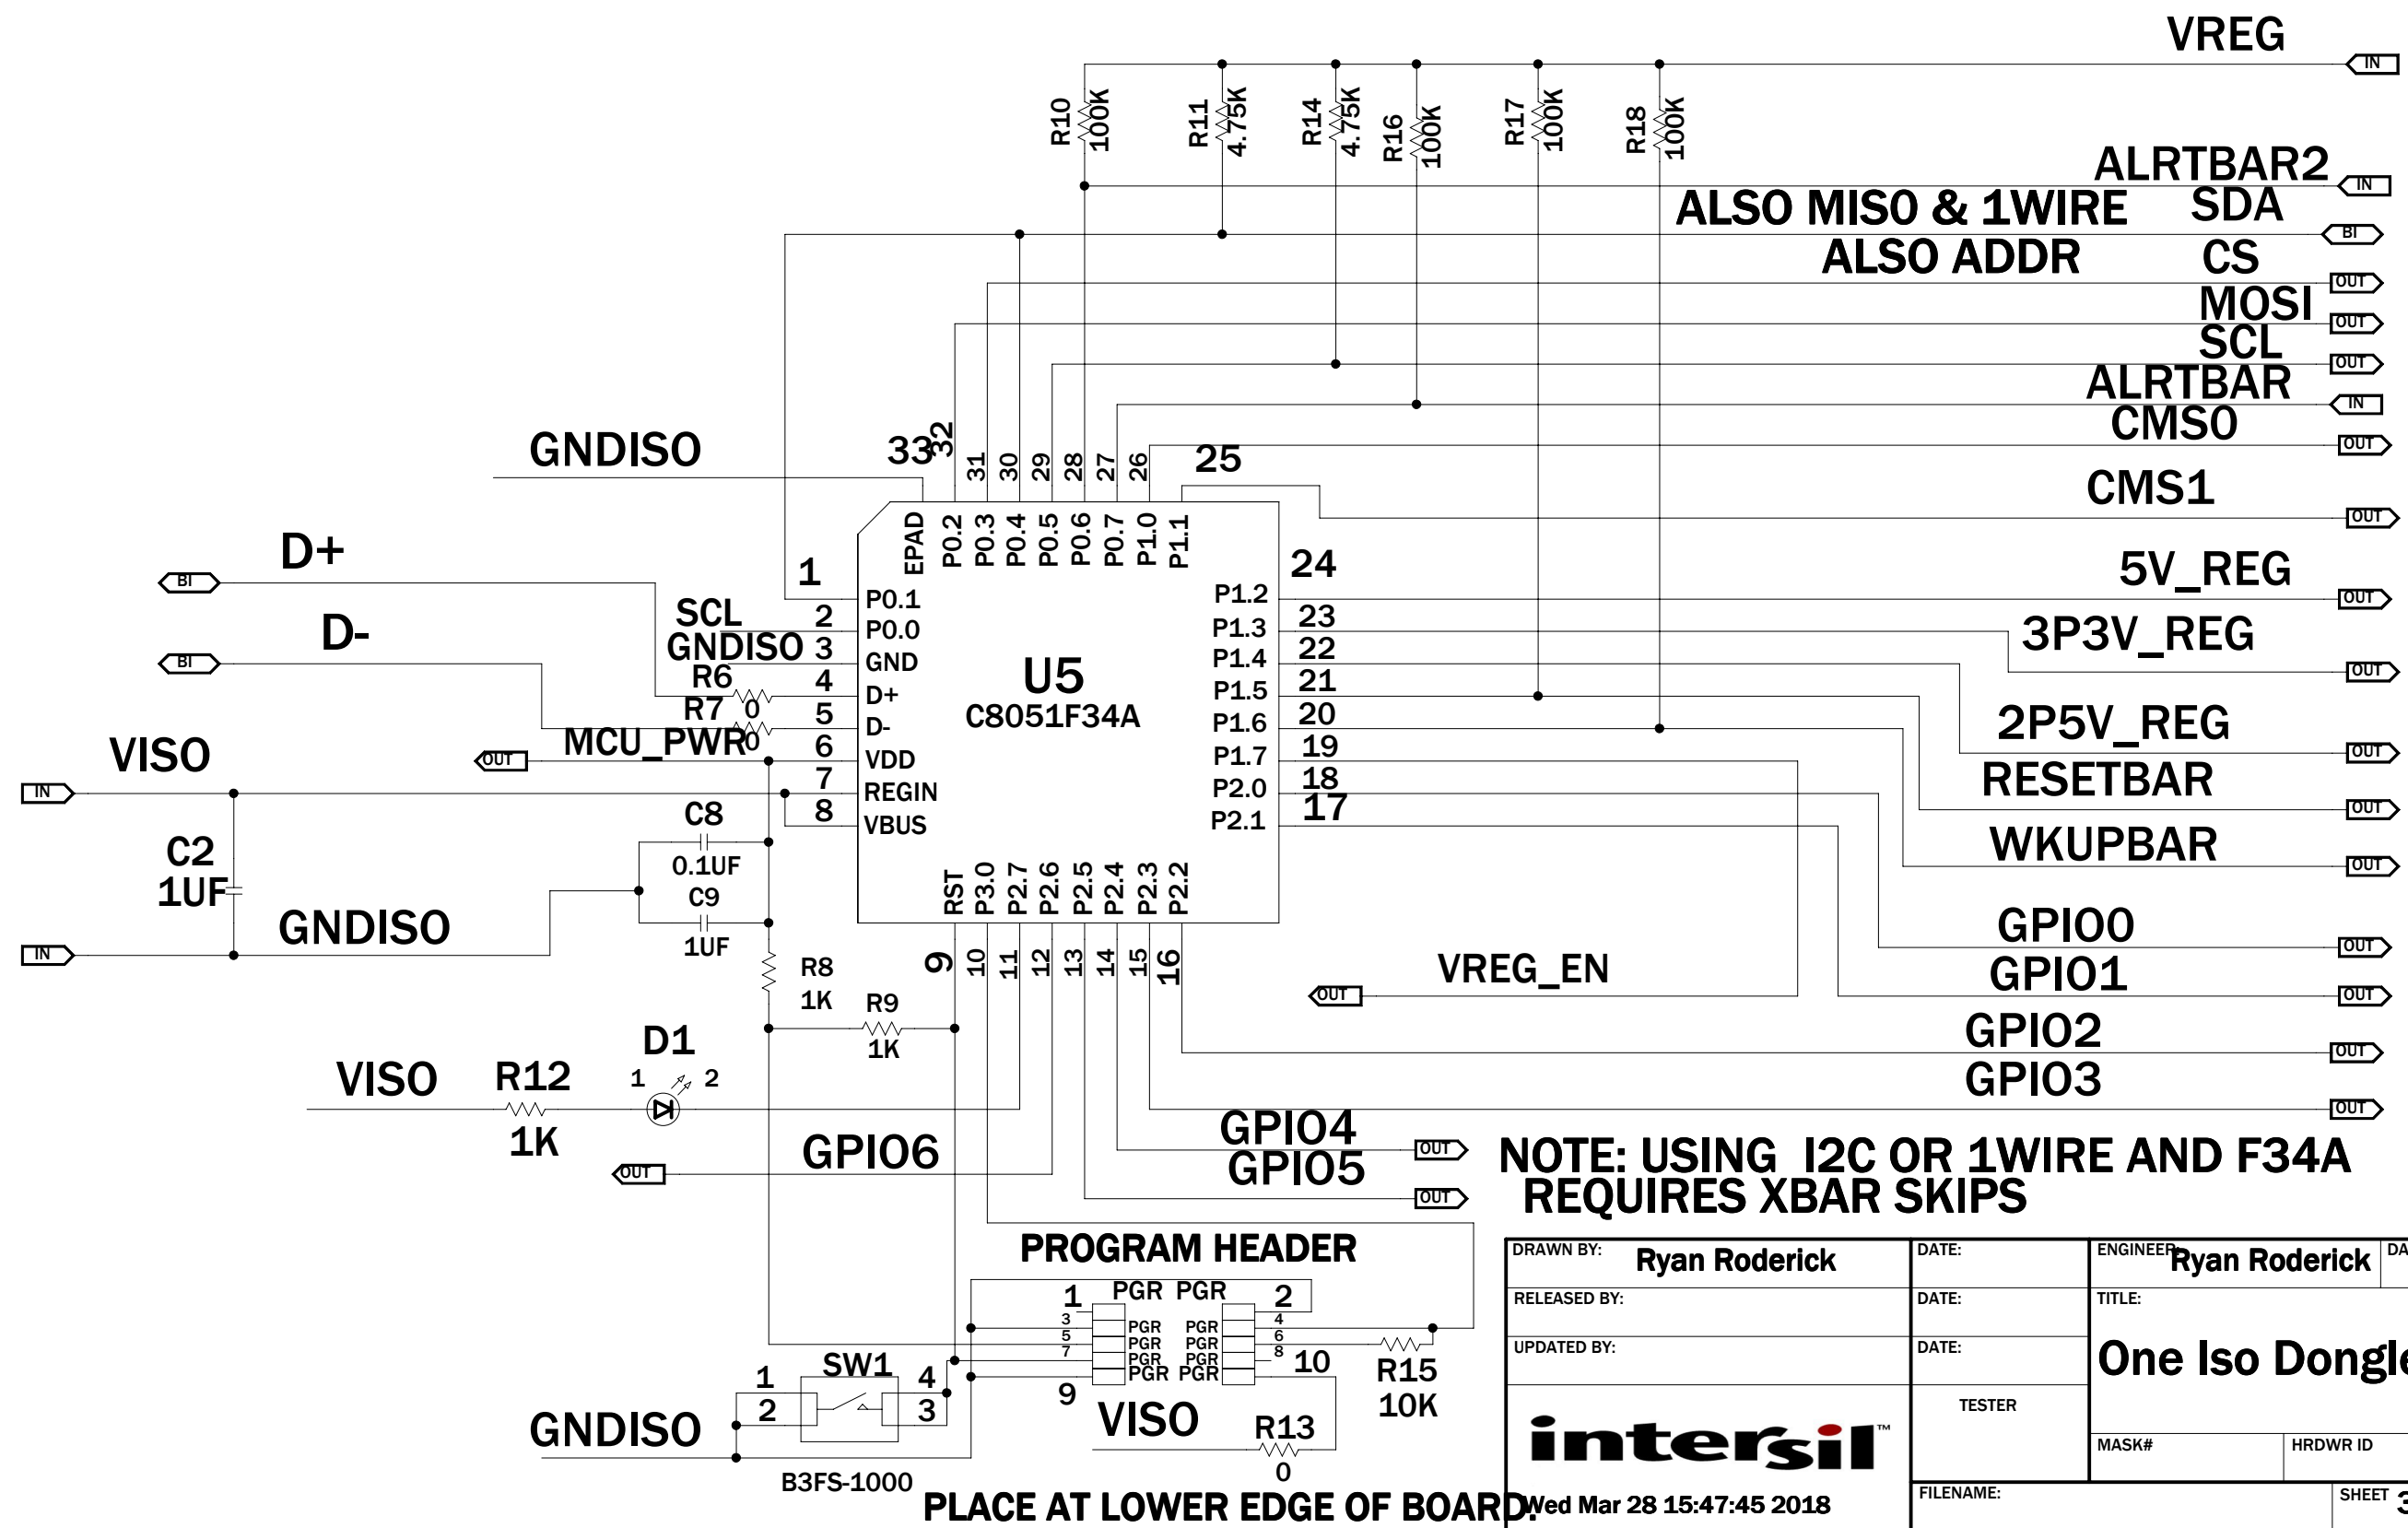 VREG
IN
R10
100K
R11
4.75K
R14
4.75K
R16
100K
R17
100K
R18
100K
ALRTBAR2
IN
ALSO MISO & 1WIRE
SDA
BI
ALSO ADDR
CS
OUT
MOSI
OUT
SCL
OUT
ALRTBAR
IN
CMS0
OUT
CMS1
OUT
GNDISO
33
32
31
30
29
28
27
26
25
EPAD
P0.2
P0.3
P0.4
P0.5
P0.6
P0.7
P1.0
P1.1
D+
BI
D-
BI
1
P0.1
SCL
2
P0.0
GNDISO
3
GND
R6
0
4
D+
R7
0
5
D-
OUT
MCU_PWR
6
VDD
7
REGIN
8
VBUS
U5
C8051F34A
24
P1.2
23
P1.3
22
P1.4
21
P1.5
20
P1.6
19
P1.7
18
P2.0
17
P2.1
5V_REG
OUT
3P3V_REG
OUT
2P5V_REG
OUT
RESETBAR
OUT
WKUPBAR
OUT
GPIO0
OUT
GPIO1
OUT
GPIO2
OUT
GPIO3
OUT
VISO
IN
C2
1UF
GNDISO
IN
C8
0.1UF
C9
1UF
RST
P3.0
P2.7
P2.6
P2.5
P2.4
P2.3
P2.2
9
10
11
12
13
14
15
16
R8
1K
R9
1K
VREG_EN
OUT
VISO
R12
1K
D1
1
2
GPIO6
OUT
GPIO4
OUT
GPIO5
OUT
NOTE: USING I2C OR 1WIRE AND F34A
REQUIRES XBAR SKIPS
PROGRAM HEADER
1
PGR PGR
2
3
PGR PGR
4
5
PGR PGR
6
7
PGR PGR
8
9
PGR PGR
10
R15
10K
VISO
R13
0
SW1
1
2
4
3
GNDISO
B3FS-1000
PLACE AT LOWER EDGE OF BOARD.
DRAWN BY:
Ryan Roderick
DATE:
ENGINEER:
Ryan Roderick
DA
RELEASED BY:
DATE:
TITLE:
UPDATED BY:
DATE:
One Iso Dongle
TESTER
intersil™
MASK#
HRDWR ID
Wed Mar 28 15:47:45 2018
FILENAME:
SHEET
3